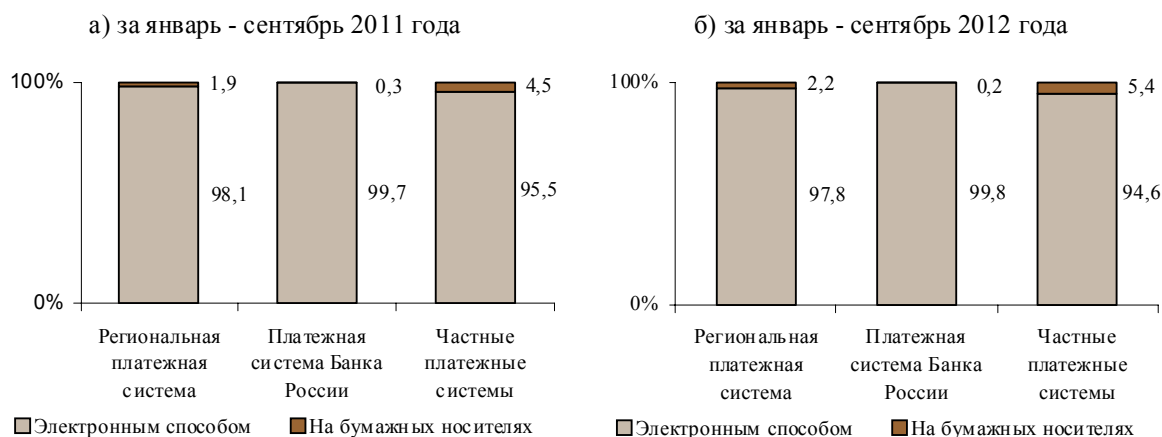 а) за январь - сентябрь 2011 года
100%
1,9
0,3
4,5
98,1
99,7
95,5
0%
Региональная
платежная
система
Платежная
система Банка
России
Частные
платежные
системы
Электронным способом
На бумажных носителях
б) за январь - сентябрь 2012 года
100%
2,2
0,2
5,4
97,8
99,8
94,6
0%
Региональная
платежная
система
Платежная
система Банка
России
Частные
платежные
системы
Электронным способом
На бумажных носителях